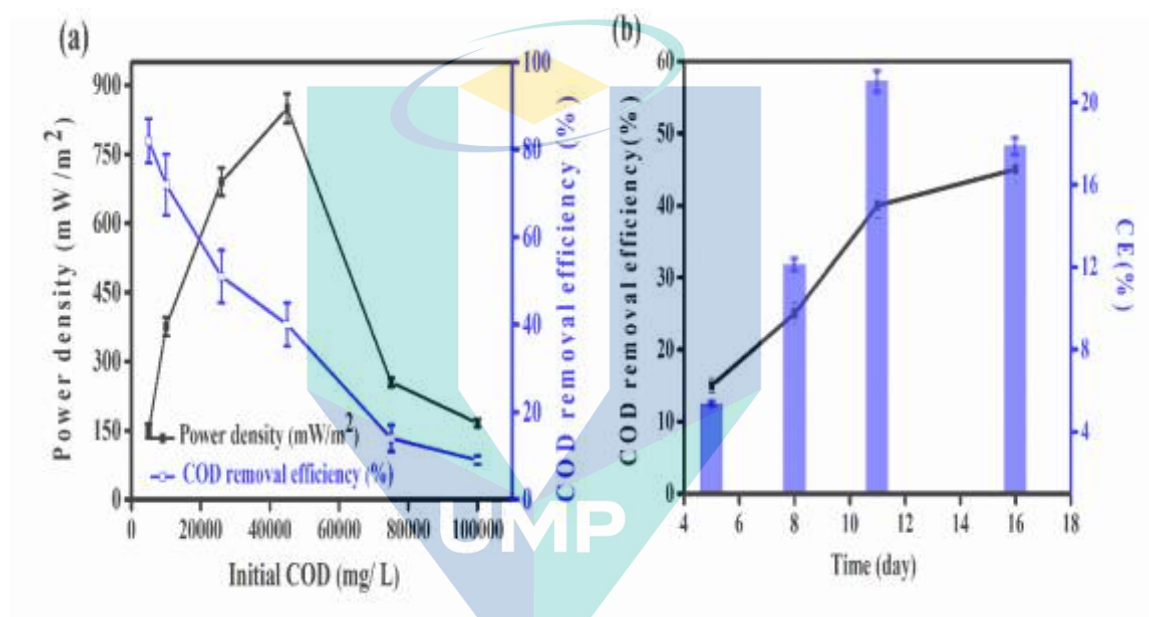 (a)
Power density (mW/m²)
900
750
600
450
300
150
0
100
80
60
40
20
0
COD removal efficiency (%)
Power density (mW/m²)
COD removal efficiency (%)
0 20000 40000 60000 80000 100000
Initial COD (mg/ L)
(b)
COD removal efficiency(%)
60
50
40
30
20
10
0
20
16
12
8
4
CE(%)
4 6 8 10 12 14 16 18
Time (day)
UMP